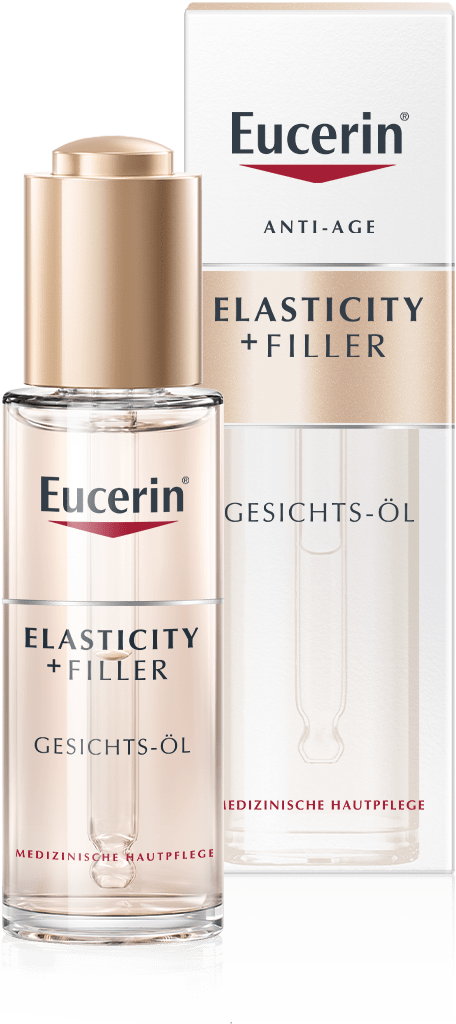 Eucerin®
ANTI-AGE
ELASTICITY
+FILLER
GESICHTS-ÖL
MEDIZINISCHE HAUTPFLEGE
Eucerin®
ELASTICITY
+FILLER
GESICHTS-ÖL
MEDIZINISCHE HAUTPFLEGE